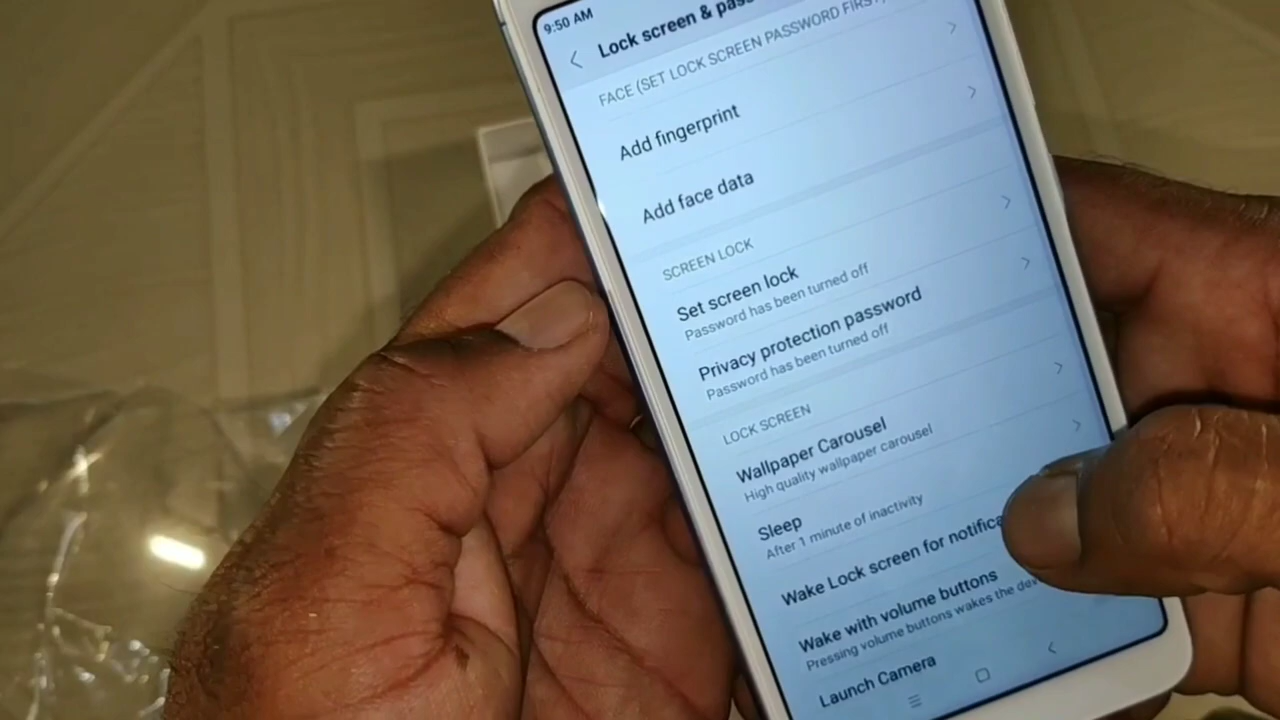 9:50 AM
Lock screen &
FACE (SET LOCK SCREEN PASSWORD FIRST)
Add fingerprint
Add face data
SCREEN LOCK
Set screen lock
Password has been turned off
Privacy protection password
Password has been turned off
LOCK SCREEN
Wallpaper Carousel
High quality wallpaper carousel
Sleep
After 1 minute of inactivity
Wake Lock screen for
Wake with volume buttons
Pressing volume buttons wakes the
Launch Camera